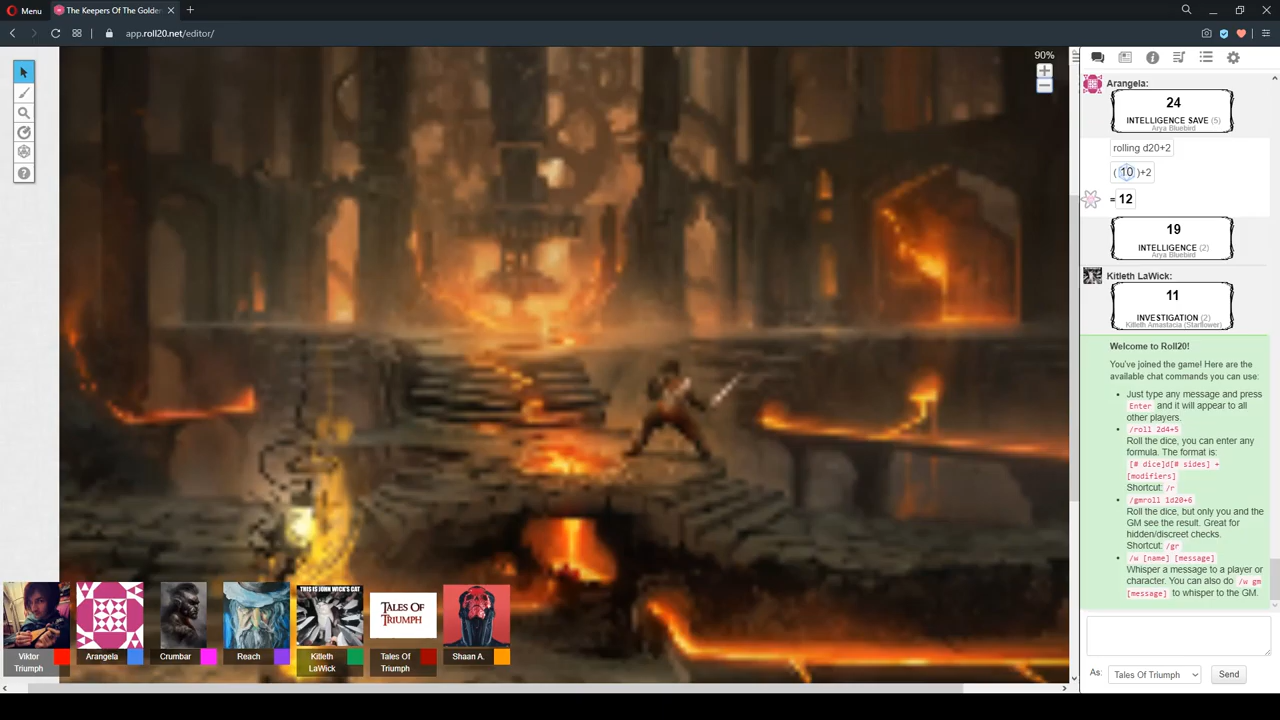 Menu
The Keepers Of The Golden
app.roll20.net/editor/
90%
Arangela:
24
INTELLIGENCE SAVE (5)
Arya Bluebird
rolling d20+2
(10)+2
=12
19
INTELLIGENCE (2)
Arya Bluebird
Kitleth LaWick:
11
INVESTIGATION (2)
Kitleth Amastacia (Starflower)
Welcome to Roll20!
You've joined the game! Here are the
available chat commands you can use:
• Just type any message and press
Enter and it will appear to all
other players.
• /roll 2d4+5
Roll the dice, you can enter any
formula. The format is:
[# dice]d[# sides] +
[modifiers]
Shortcut: /r
• /gmroll 1d20+6
Roll the dice, but only you and the
GM see the result. Great for
hidden/discreet checks.
Shortcut: /gr
• /w [name] [message]
Whisper a message to a player or
character. You can also do /w gm
[message] to whisper to the GM.
THIS IS JOHN WICK'S CAT
TALES OF
TRIUMPH
Viktor
Triumph
Arangela
Crumbar
Reach
Kitleth
LaWick
Tales Of
Triumph
Shaan A.
As:
Tales Of Triumph
Send